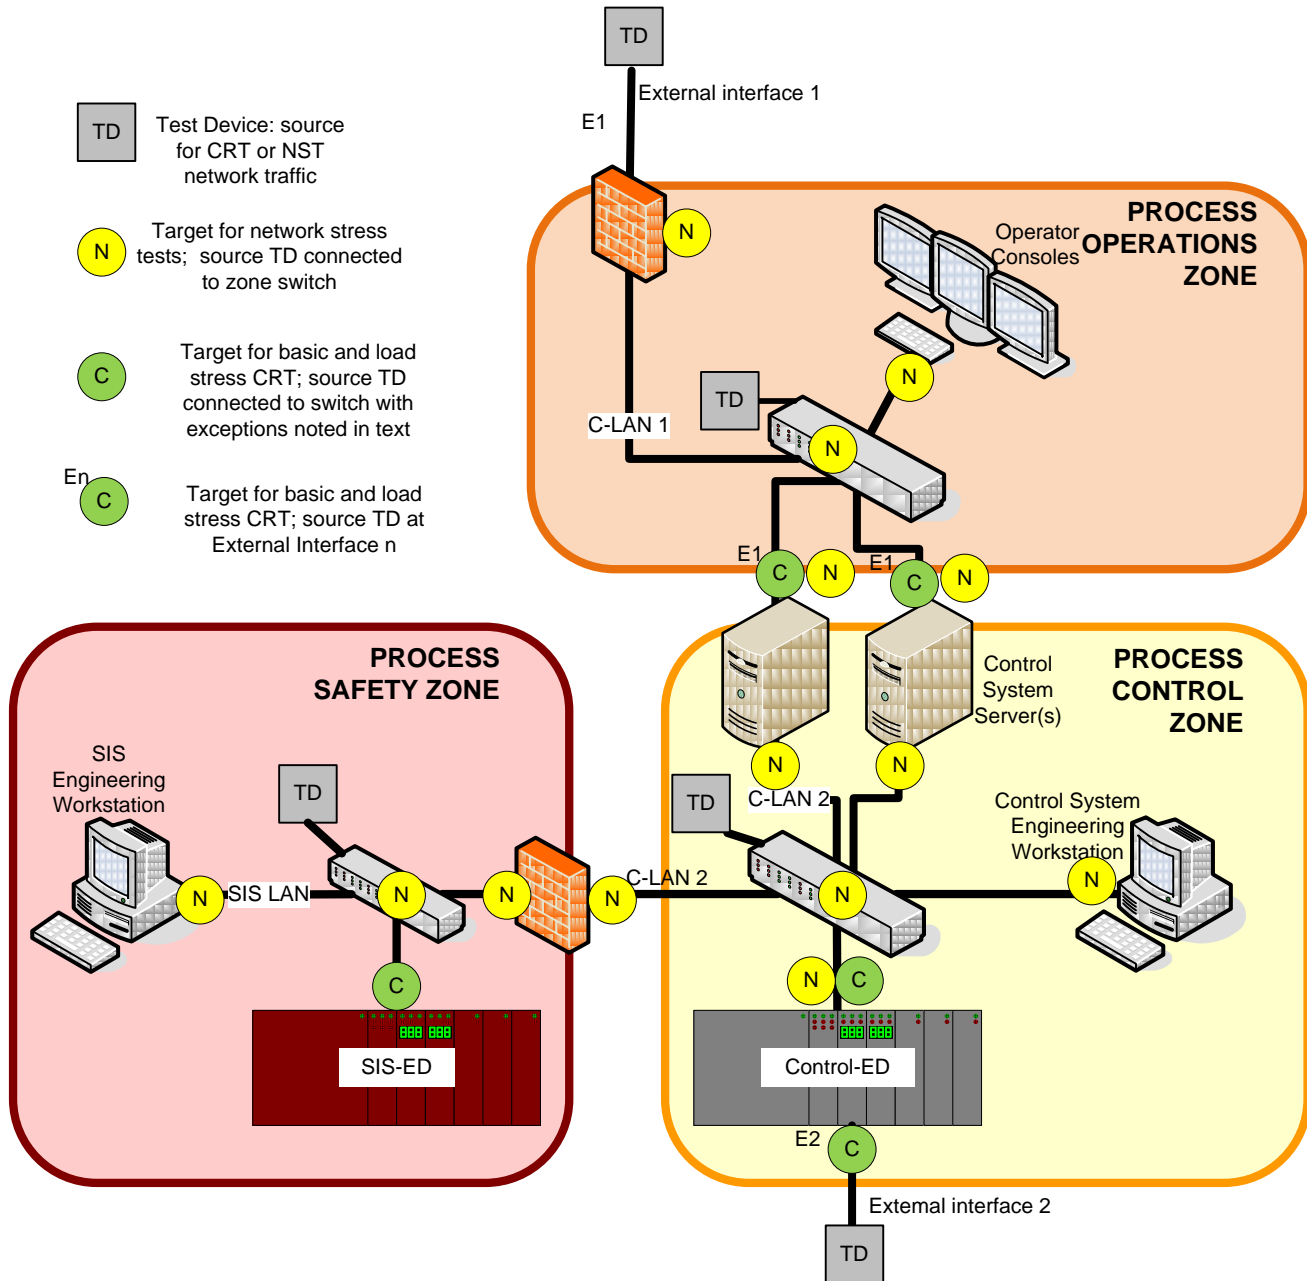 TD
External interface 1
E1
TD
Test Device: source
for CRT or NST
network traffic
N
Target for network stress
tests; source TD connected
to zone switch
C
Target for basic and load
stress CRT; source TD
connected to switch with
exceptions noted in text
En
C
Target for basic and load
stress CRT; source TD at
External Interface n
PROCESS
OPERATIONS
ZONE
N
Operator
Consoles
N
TD
C-LAN 1
N
E1
C
N
E1
C
N
PROCESS
SAFETY ZONE
PROCESS
CONTROL
ZONE
Control
System
Server(s)
N
N
SIS
Engineering
Workstation
TD
TD
C-LAN 2
Control System
Engineering
Workstation
N
SIS LAN
N
N
N
C-LAN 2
N
N
C
N
C
SIS-ED
Control-ED
E2
C
External interface 2
TD